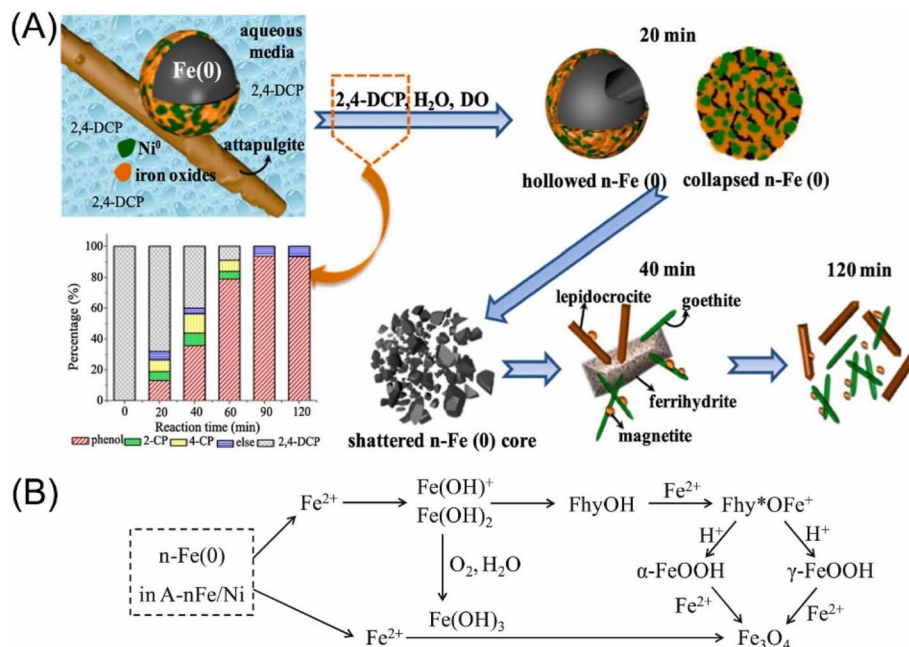 (A)
aqueous
media
Fe(0)
2,4-DCP
2,4-DCP
2,4-DCP
Ni⁰
attapulgite
iron oxides
2,4-DCP
2,4-DCP, H₂O, DO
20 min
hollowed n-Fe (0)
collapsed n-Fe (0)
Percentage (%)
100
80
60
40
20
0
0 20 40 60 90 120
Reaction time (min)
phenol 2-CP 4-CP else 2,4-DCP
shattered n-Fe (0) core
40 min
lepidocrocite
goethite
ferrihydrite
magnetite
120 min
(B)
n-Fe(0)
in A-nFe/Ni
Fe²⁺
Fe(OH)⁺
Fe(OH)₂
FhyOH
Fe²⁺
Fhy*OFe⁺
H⁺
H⁺
O₂, H₂O
α-FeOOH
γ-FeOOH
Fe²⁺
Fe²⁺
Fe(OH)₃
Fe²⁺
Fe₃O₄